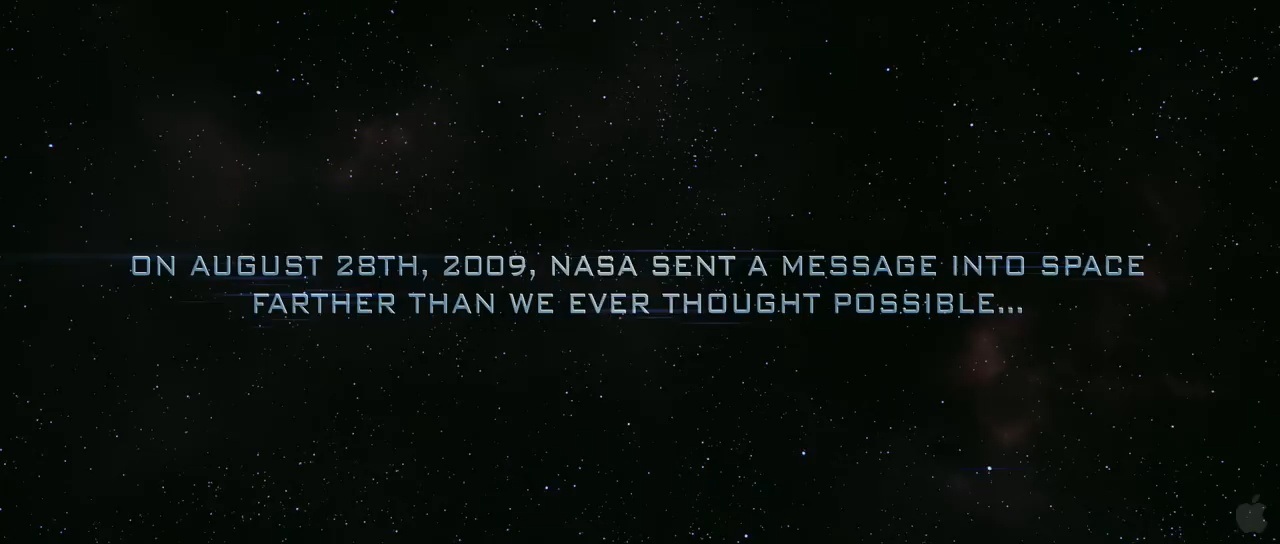 ON AUGUST 28TH, 2009, NASA SENT A MESSAGE INTO SPACE
FARTHER THAN WE EVER THOUGHT POSSIBLE...